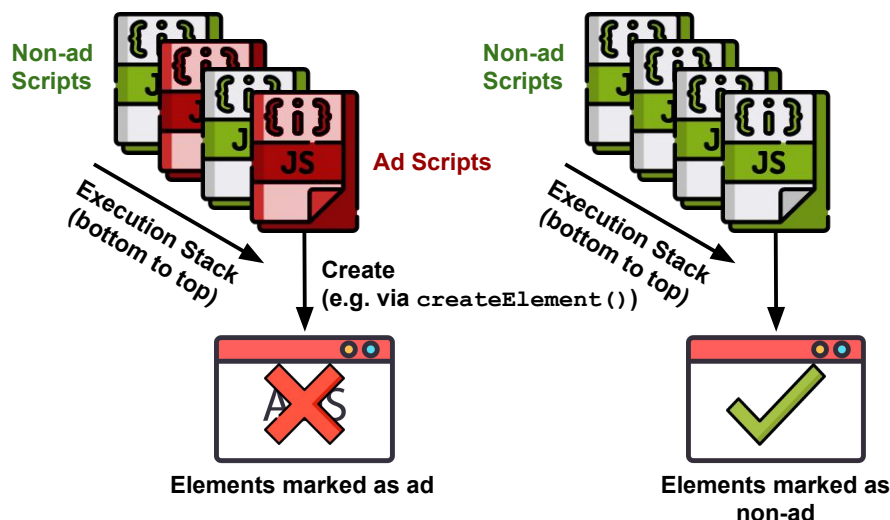 Non-ad
Scripts
{i}
{i}
{i}
{i}
J
J
J
JS
Ad Scripts
Execution Stack
(bottom to top)
Create
(e.g. via createElement())
Elements marked as ad
Non-ad
Scripts
{i}
{i}
{i}
{i}
J
J
J
JS
Execution Stack
(bottom to top)
Elements marked as
non-ad